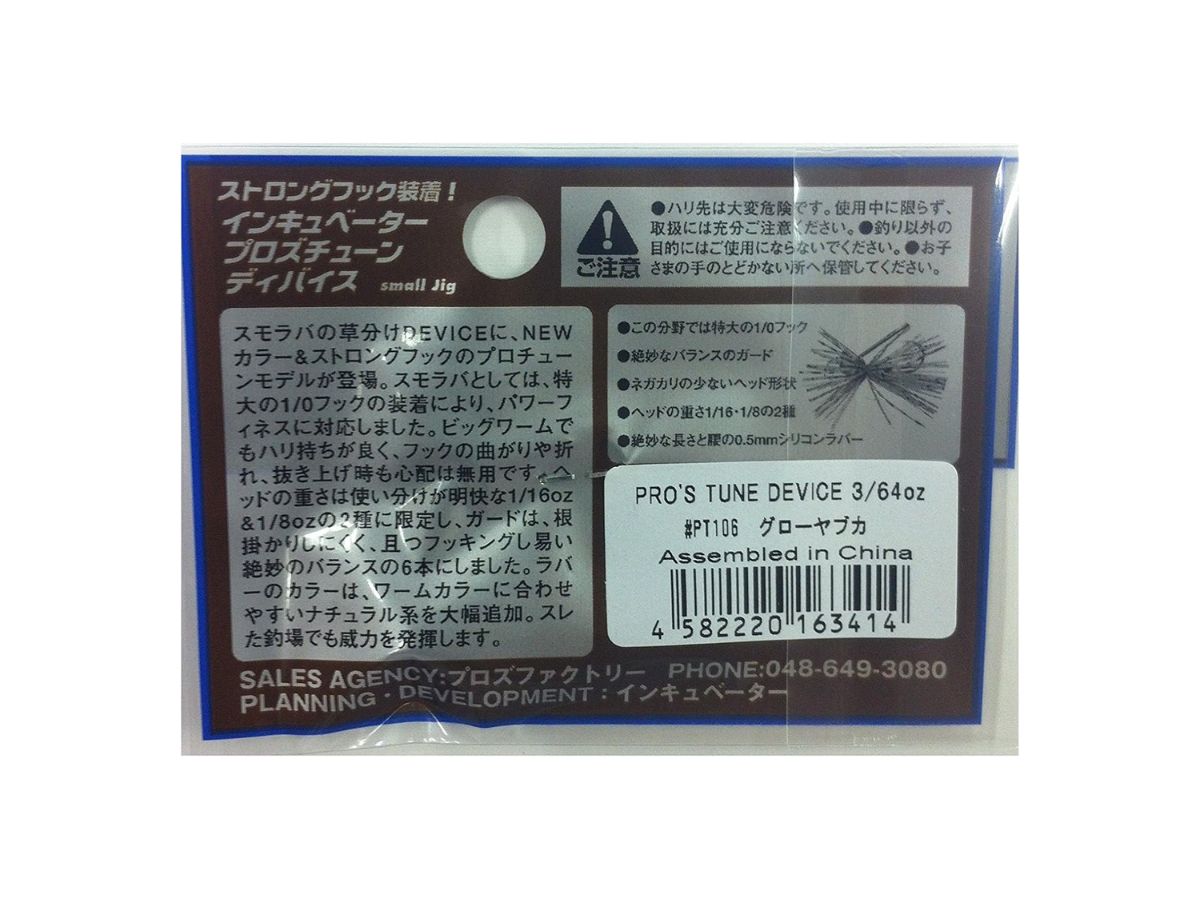 ストロングフック装着！
インキュベーター
プロズチューン
ディバイス small Jig
ご注意
●ハリ先は大変危険です。使用中に限らず、
取扱には充分ご注意ください。●釣り以外の
目的にはご使用にならないでください。●お子
さまの手のとどかない所へ保管してください。
スモラバの草分けDEVICEに、NEW
カラー&ストロングフックのプロチュー
ンモデルが登場。スモラバとしては、特
大の1/0フックの装着により、パワーフ
ィネスに対応しました。ビッグワームで
もハリ持ちが良く、フックの曲がりや折
れ、抜き上げ時も心配は無用です。ヘ
ッドの重さは使い分けが明快な1/16oz
&1/8ozの2種に限定し、ガードは、根
掛かりしにくく、且つフッキングし易い
絶妙のバランスの6本にしました。ラバ
ーのカラーは、ワームカラーに合わせ
やすいナチュラル系を大幅追加。スレ
た釣場でも威力を発揮します。
●この分野では特大の1/0フック
●絶妙なバランスのガード
●ネガカリの少ないヘッド形状
●ヘッドの重さ1/16・1/8の2種
●絶妙な長さと腰の0.5mmシリコンラバー
PRO'S TUNE DEVICE 3/64oz
#PT106 グローヤブカ
Assembled in China
4 582220 163414
SALES AGENCY:プロズファクトリー PHONE:048-649-3080
PLANNING・DEVELOPMENT：インキュベーター